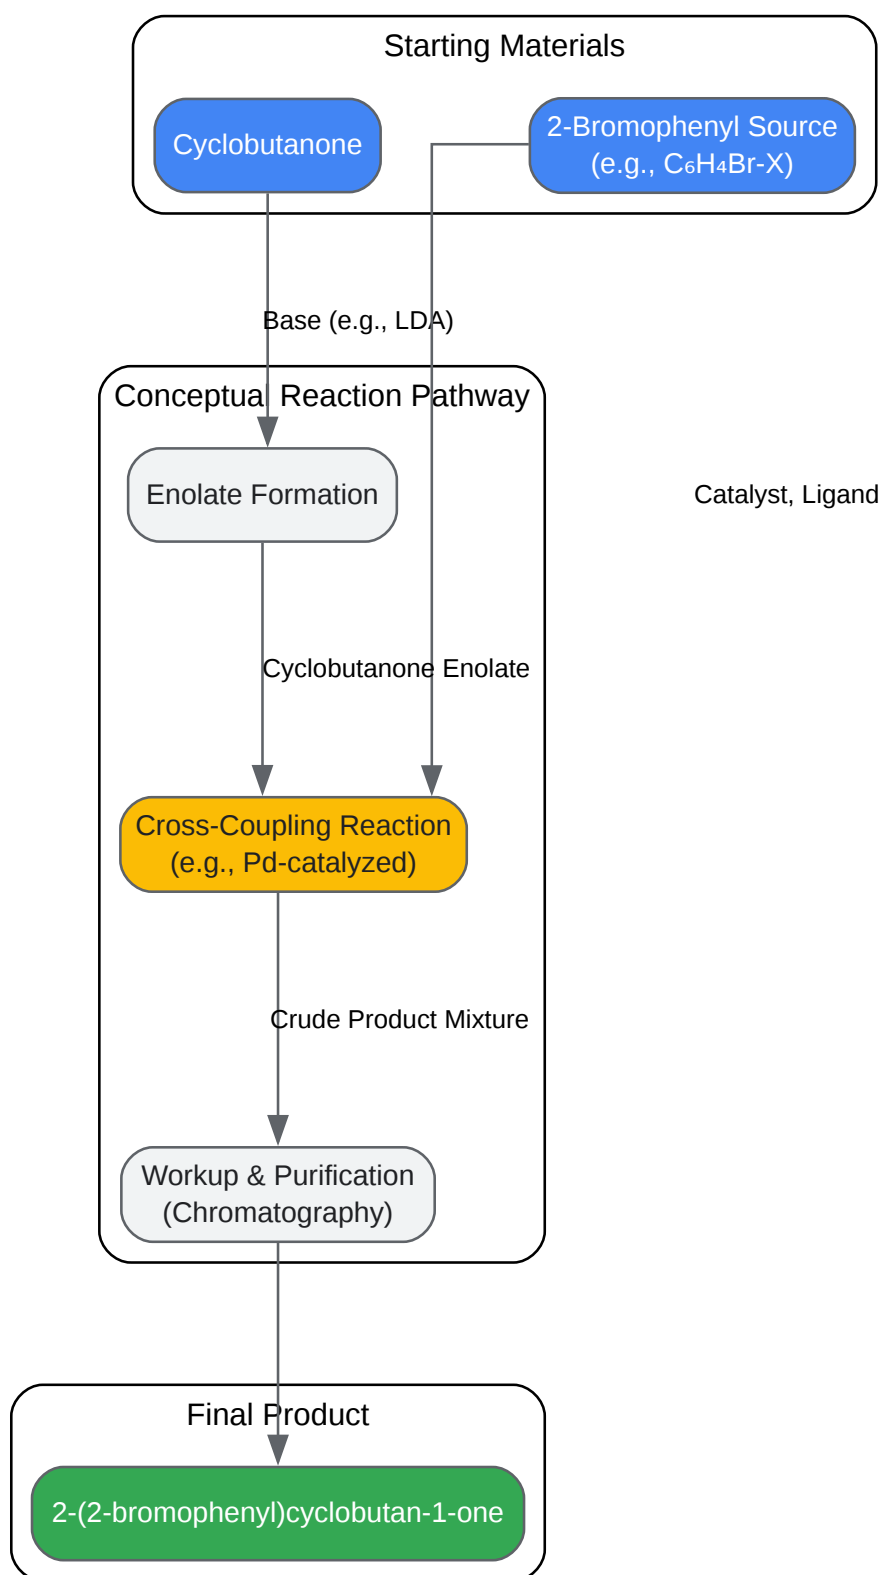 Starting Materials
Cyclobutanone
2-Bromophenyl Source
(e.g., C₆H₄Br-X)
Base (e.g., LDA)
Conceptual Reaction Pathway
Enolate Formation
Catalyst, Ligand
Cyclobutanone Enolate
Cross-Coupling Reaction
(e.g., Pd-catalyzed)
Crude Product Mixture
Workup & Purification
(Chromatography)
Final Product
2-(2-bromophenyl)cyclobutan-1-one